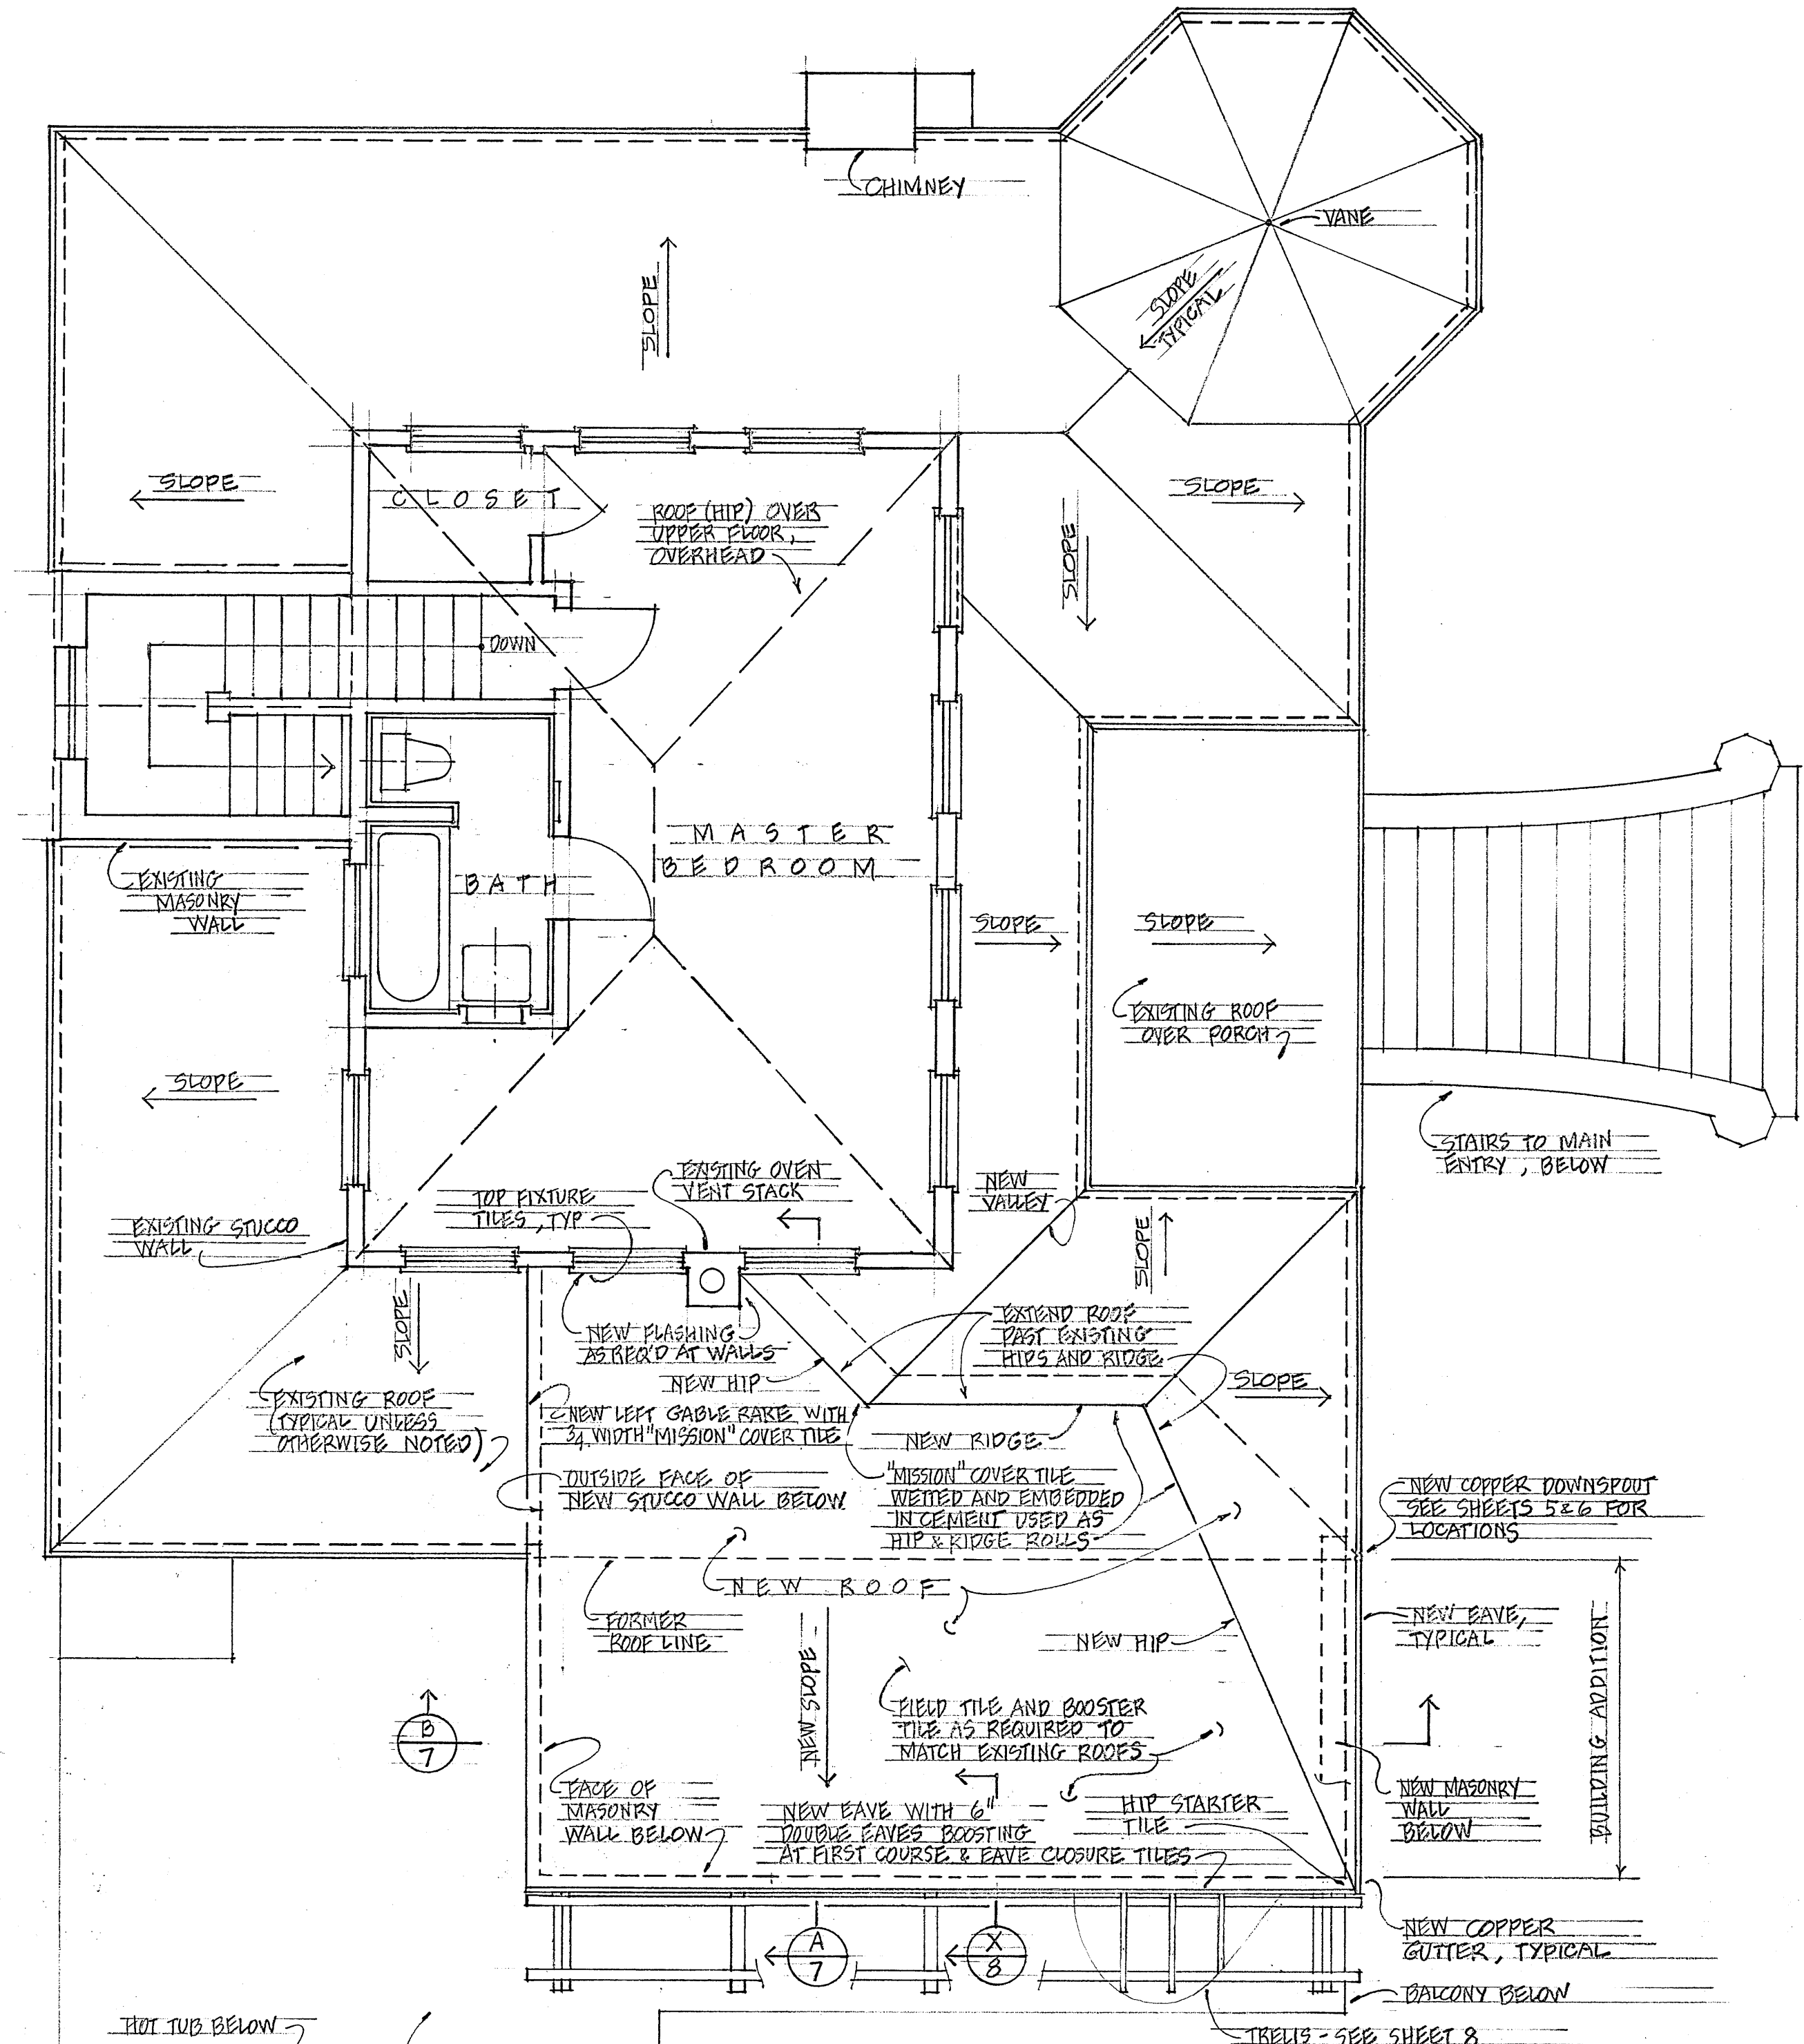 CHIMNEY
VANE
SLOPE
TYPICAL
SLOPE
SLOPE
CLOSET
ROOF (HIP) OVER
UPPER FLOOR,
OVERHEAD
SLOPE
SLOPE
DOWN
MASTER
BEDROOM
BATH
EXISTING
MASONRY
WALL
SLOPE
SLOPE
EXISTING ROOF
OVER PORCH
SLOPE
STAIRS TO MAIN
ENTRY, BELOW
EXISTING OVEN
VENT STACK
NEW
VALLEY
TOP FIXTURE
TILES, TYP
EXISTING STUCCO
WALL
SLOPE
SLOPE
NEW FLASHING
AS REQ'D AT WALLS
EXTEND ROOF
PAST EXISTING
HIPS AND RIDGE
NEW HIP
SLOPE
EXISTING ROOF
(TYPICAL UNLESS
OTHERWISE NOTED)
NEW LEFT GABLE RAKE WITH
3/4 WIDTH "MISSION" COVER TILE
NEW RIDGE
OUTSIDE FACE OF
NEW STUCCO WALL BELOW
"MISSION" COVER TILE
WETTED AND EMBEDDED
IN CEMENT USED AS
HIP & RIDGE ROLLS
NEW COPPER DOWNSPOUT
SEE SHEETS 5 & 6 FOR
LOCATIONS
NEW ROOF
FORMER
ROOF LINE
NEW HIP
NEW EAVE,
TYPICAL
NEW SLOPE
BUILDING ADDITION
B
7
FIELD TILE AND BOOSTER
TILE AS REQUIRED TO
MATCH EXISTING ROOFS
FACE OF
MASONRY
WALL BELOW
NEW EAVE WITH 6"
DOUBLE EAVES BOOSTING
AT FIRST COURSE & EAVE CLOSURE TILES
HIP STARTER
TILE
NEW MASONRY
WALL
BELOW
A
7
X
8
NEW COPPER
GUTTER, TYPICAL
BALCONY BELOW
HOT TUB BELOW
TRELIS - SEE SHEET 8